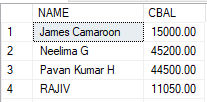 NAME CBAL
1 James Camaroon 15000.00
2 Neelima G 45200.00
3 Pavan Kumar H 44500.00
4 RAJIV 11050.00